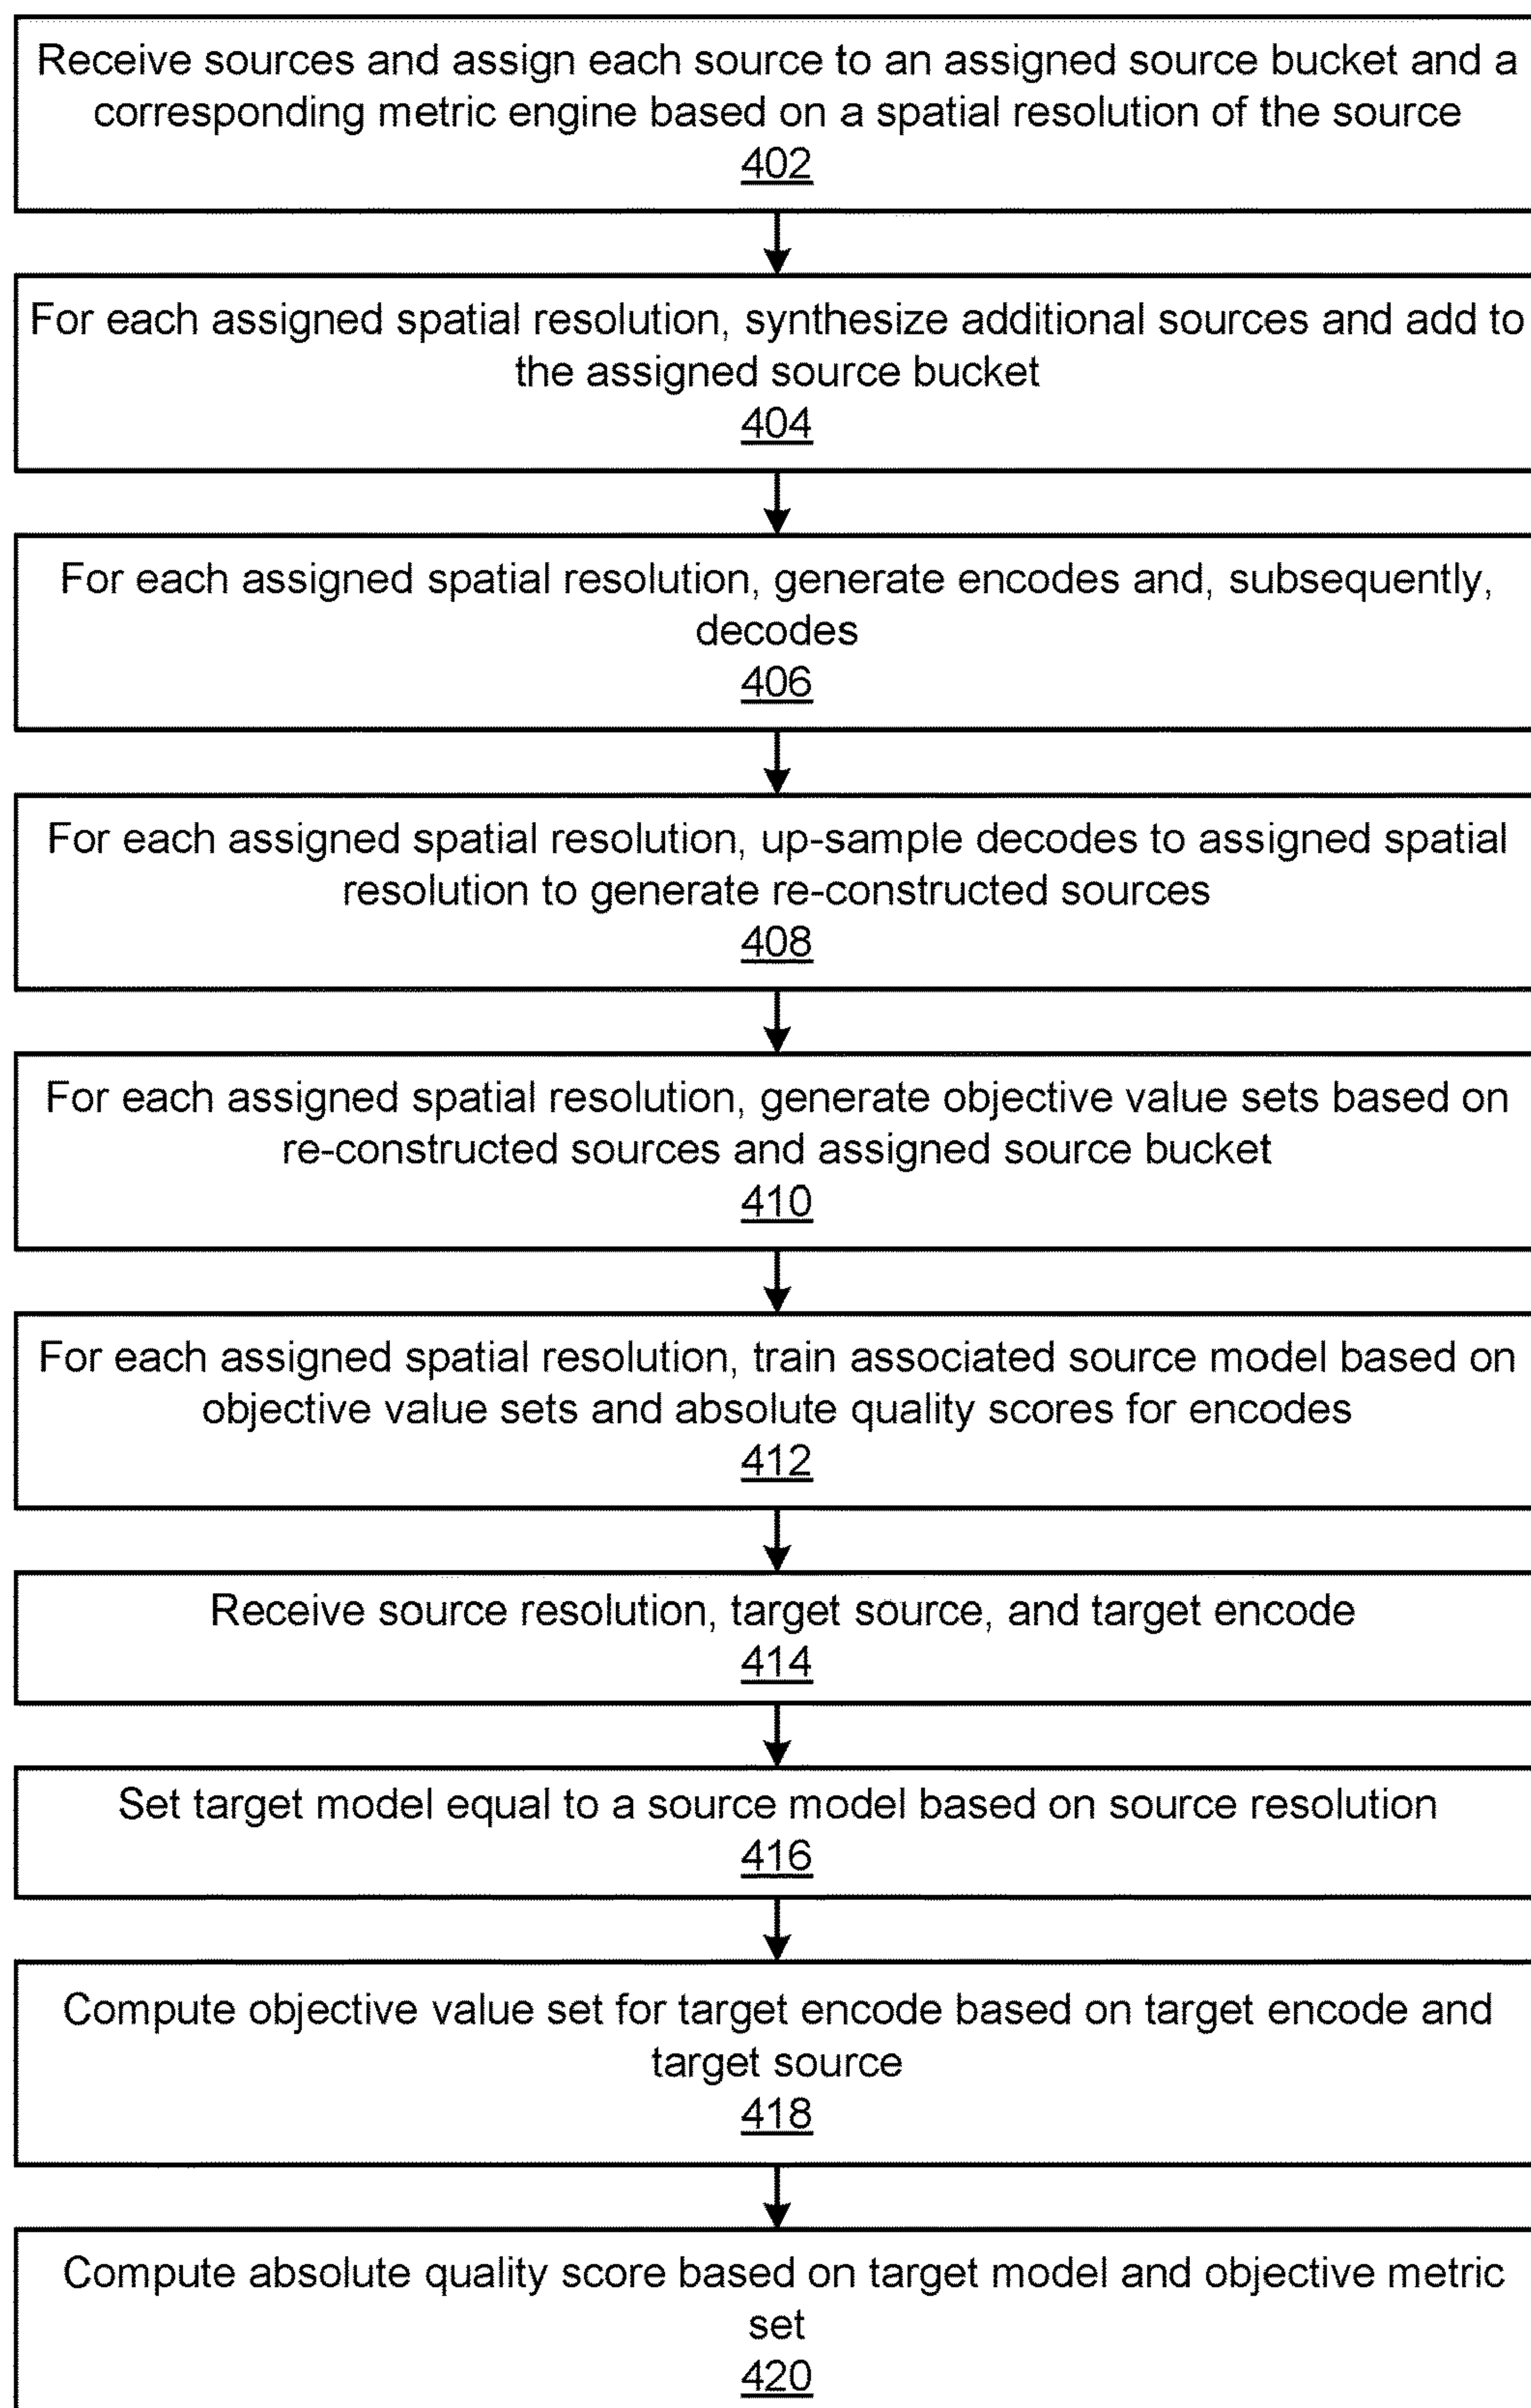 Receive sources and assign each source to an assigned source bucket and a
corresponding metric engine based on a spatial resolution of the source
402
For each assigned spatial resolution, synthesize additional sources and add to
the assigned source bucket
404
For each assigned spatial resolution, generate encodes and, subsequently,
decodes
406
For each assigned spatial resolution, up-sample decodes to assigned spatial
resolution to generate re-constructed sources
408
For each assigned spatial resolution, generate objective value sets based on
re-constructed sources and assigned source bucket
410
For each assigned spatial resolution, train associated source model based on
objective value sets and absolute quality scores for encodes
412
Receive source resolution, target source, and target encode
414
Set target model equal to a source model based on source resolution
416
Compute objective value set for target encode based on target encode and
target source
418
Compute absolute quality score based on target model and objective metric
set
420